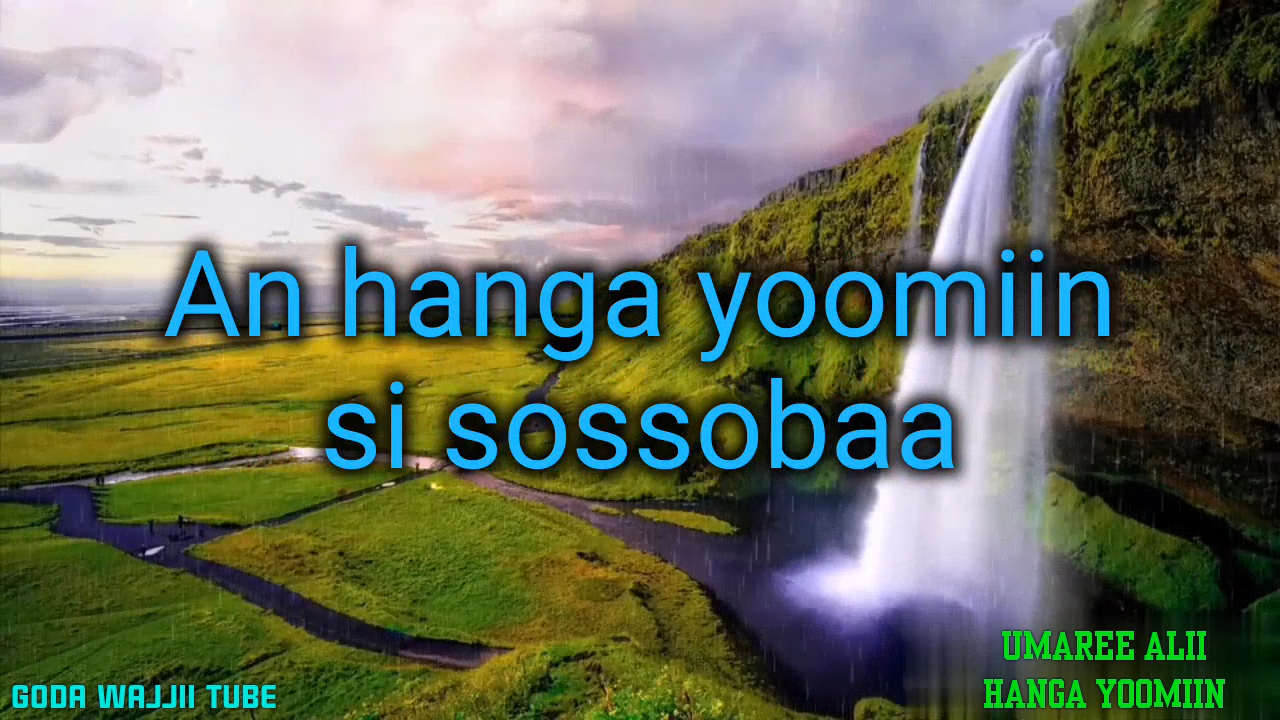 An hanga yoomiin
si sossobaa
UMAREE ALII
HANGA YOOMIIN
GODA WAJJII TUBE